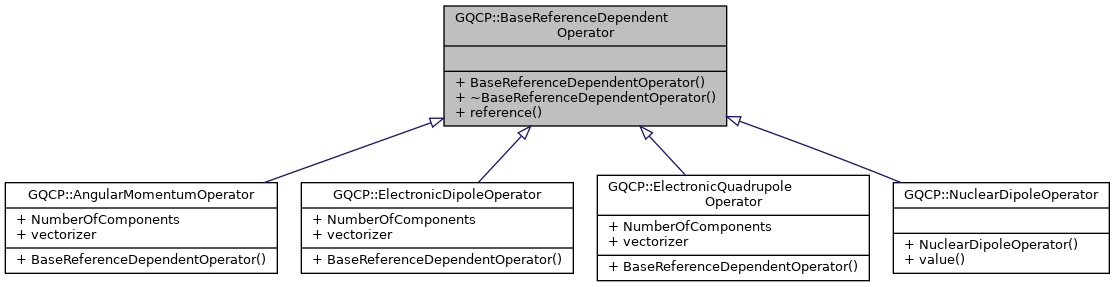 GQCP::BaseReferenceDependent
Operator
+ BaseReferenceDependentOperator()
+ ~BaseReferenceDependentOperator()
+ reference()
GQCP::AngularMomentumOperator
+ NumberOfComponents
+ vectorizer
+ BaseReferenceDependentOperator()
GQCP::ElectronicDipoleOperator
+ NumberOfComponents
+ vectorizer
+ BaseReferenceDependentOperator()
GQCP::ElectronicQuadrupole
Operator
+ NumberOfComponents
+ vectorizer
+ BaseReferenceDependentOperator()
GQCP::NuclearDipoleOperator
+ NuclearDipoleOperator()
+ value()